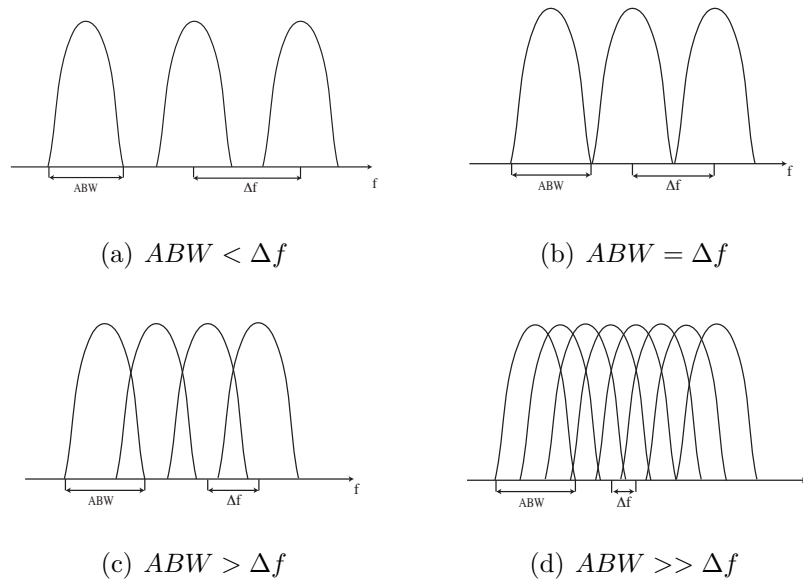 ABW
Δf
f
(a) ABW < Δf
ABW
Δf
f
(b) ABW = Δf
ABW
Δf
f
(c) ABW > Δf
ABW
Δf
(d) ABW >> Δf